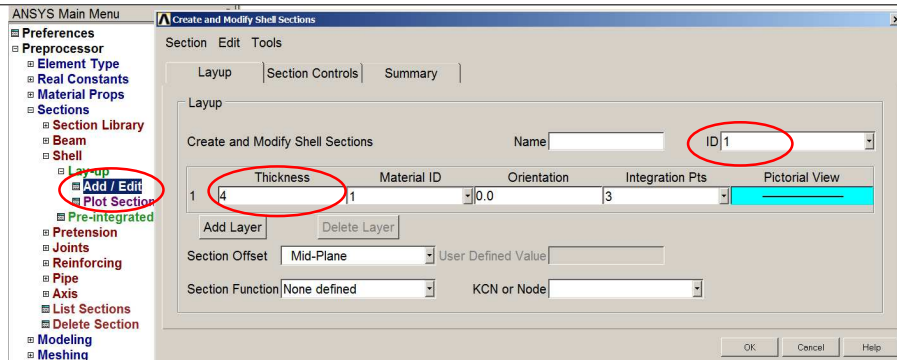 ANSYS Main Menu
Preferences
Preprocessor
Element Type
Real Constants
Material Props
Sections
Section Library
Beam
Shell
Lay-up
Add / Edit
Plot Section
Pre-integrated
Pretension
Joints
Reinforcing
Pipe
Axis
List Sections
Delete Section
Modeling
Meshing
Create and Modify Shell Sections
Section Edit Tools
Layup Section Controls Summary
Layup
Create and Modify Shell Sections Name ID 1
Thickness Material ID Orientation Integration Pts Pictorial View
1 4 1 0.0 3
Add Layer Delete Layer
Section Offset Mid-Plane User Defined Value
Section Function None defined KCN or Node
OK Cancel Help